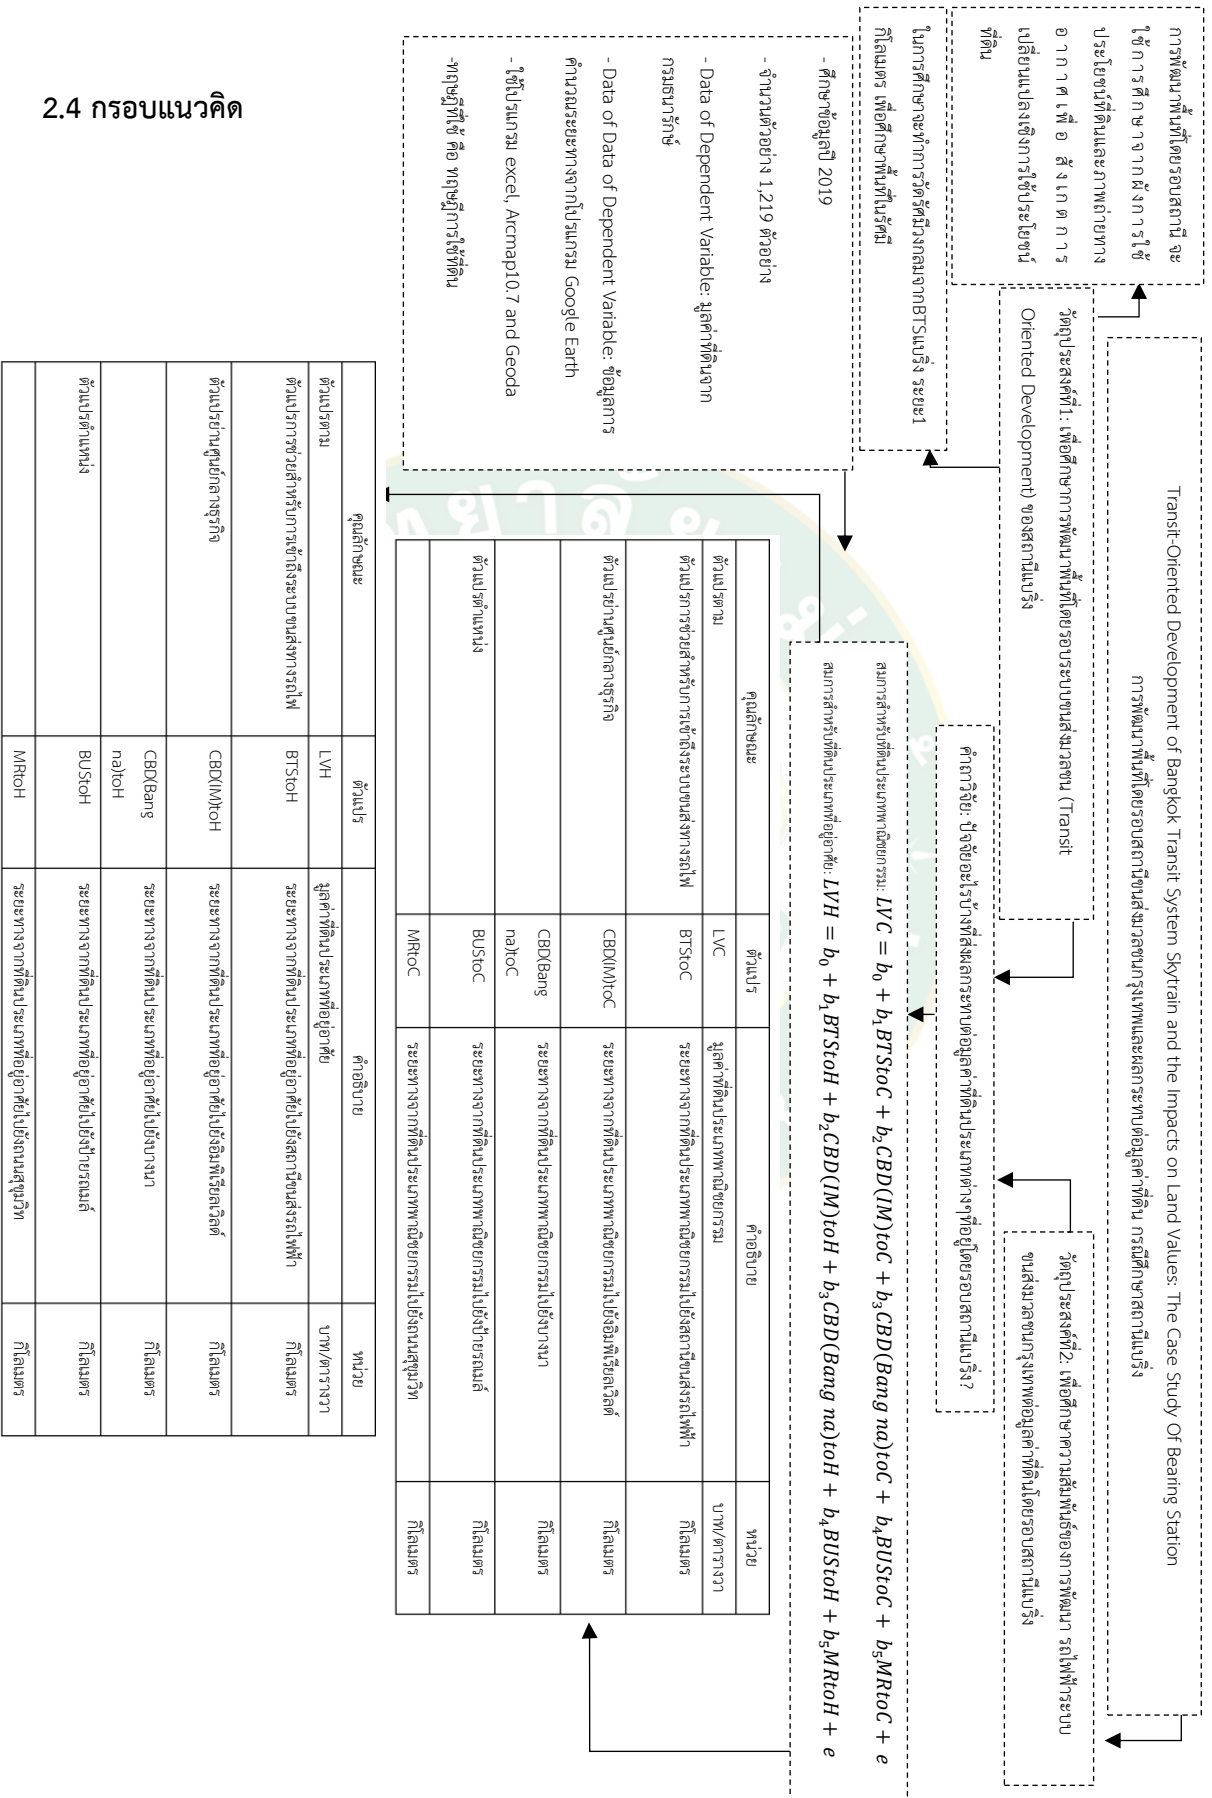 2.4 กรอบแนวคิด
Transit-Oriented Development of Bangkok Transit System Skytrain and the Impacts on Land Values: The Case Study Of Bearing Station
การพัฒนาพื้นที่โดยรอบสถานีขนส่งมวลชนกรุงเทพและผลกระทบต่อมูลค่าที่ดิน กรณีศึกษาสถานีแบริ่ง
วัตถุประสงค์ที่1: เพื่อศึกษาการพัฒนาพื้นที่โดยรอบระบบขนส่งมวลชน (Transit
Oriented Development) ของสถานีแบริ่ง
วัตถุประสงค์ที่2: เพื่อศึกษาความสัมพันธ์ของการพัฒนา รถไฟฟ้าระบบ
ขนส่งมวลชนกรุงเทพต่อมูลค่าที่ดินโดยรอบสถานีแบริ่ง
การพัฒนาพื้นที่โดยรอบสถานี จะ
ใช้การศึกษาจากผังการใช้
ประโยชน์ที่ดินและภาพถ่ายทาง
อากาศเพื่อ สังเกตการ
เปลี่ยนแปลงเชิงการใช้ประโยชน์
ที่ดิน
ในการศึกษาจะทำการวัดรัศมีวงกลมจากBTSแบริ่ง ระยะ1
กิโลเมตร เพื่อศึกษาพื้นที่ในรัศมี
คำถาวิจัย: ปัจจัยอะไรบ้างที่ส่งผลกระทบต่อมูลค่าที่ดินประเภทต่างๆที่อยู่โดยรอบสถานีแบริ่ง?
สมการสำหรับที่ดินประเภทพาณิชยกรรม: LVC = b₀ + b₁BTStoC + b₂CBD(IM)toC + b₃CBD(Bang na)toC + b₄BUStoC + b₅MRtoC + e
สมการสำหรับที่ดินประเภทที่อยู่อาศัย: LVH = b₀ + b₁BTStoH + b₂CBD(IM)toH + b₃CBD(Bang na)toH + b₄BUStoH + b₅MRtoH + e
- ศึกษาข้อมูลปี 2019
- จำนวนตัวอย่าง 1,219 ตัวอย่าง
- Data of Dependent Variable: มูลค่าที่ดินจาก
กรมธนารักษ์
- Data of Data of Dependent Variable: ข้อมูลการ
คำนวณระยะทางจากโปรแกรม Google Earth
- ใช้โปรแกรม excel, Arcmap10.7 and Geoda
-ทฤษฎีที่ใช้ คือ ทฤษฎีการใช้ที่ดิน
คุณลักษณะ ตัวแปร คำอธิบาย หน่วย
ตัวแปรตาม LVC มูลค่าที่ดินประเภทพาณิชยกรรม บาท/ตารางวา
ตัวแปรการช่วยสำหรับการเข้าถึงระบบขนส่งทางรถไฟ BTStoC ระยะทางจากที่ดินประเภทพาณิชยกรรมไปยังสถานีขนส่งรถไฟฟ้า กิโลเมตร
ตัวแปรย่านศูนย์กลางธุรกิจ CBD(IM)toC ระยะทางจากที่ดินประเภทพาณิชยกรรมไปยังอิมพีเรียลเวิลด์ กิโลเมตร
CBD(Bang ระยะทางจากที่ดินประเภทพาณิชยกรรมไปยังบางนา กิโลเมตร
na)toC
ตัวแปรตำแหน่ง BUStoC ระยะทางจากที่ดินประเภทพาณิชยกรรมไปยังป้ายรถเมล์ กิโลเมตร
MRtoC ระยะทางจากที่ดินประเภทพาณิชยกรรมไปยังถนนสุขุมวิท กิโลเมตร
คุณลักษณะ ตัวแปร คำอธิบาย หน่วย
ตัวแปรตาม LVH มูลค่าที่ดินประเภทที่อยู่อาศัย บาท/ตารางวา
ตัวแปรการช่วยสำหรับการเข้าถึงระบบขนส่งทางรถไฟ BTStoH ระยะทางจากที่ดินประเภทที่อยู่อาศัยไปยังสถานีขนส่งรถไฟฟ้า กิโลเมตร
ตัวแปรย่านศูนย์กลางธุรกิจ CBD(IM)toH ระยะทางจากที่ดินประเภทที่อยู่อาศัยไปยังอิมพีเรียลเวิลด์ กิโลเมตร
CBD(Bang ระยะทางจากที่ดินประเภทที่อยู่อาศัยไปยังบางนา กิโลเมตร
na)toH
ตัวแปรตำแหน่ง BUStoH ระยะทางจากที่ดินประเภทที่อยู่อาศัยไปยังป้ายรถเมล์ กิโลเมตร
MRtoH ระยะทางจากที่ดินประเภทที่อยู่อาศัยไปยังถนนสุขุมวิท กิโลเมตร